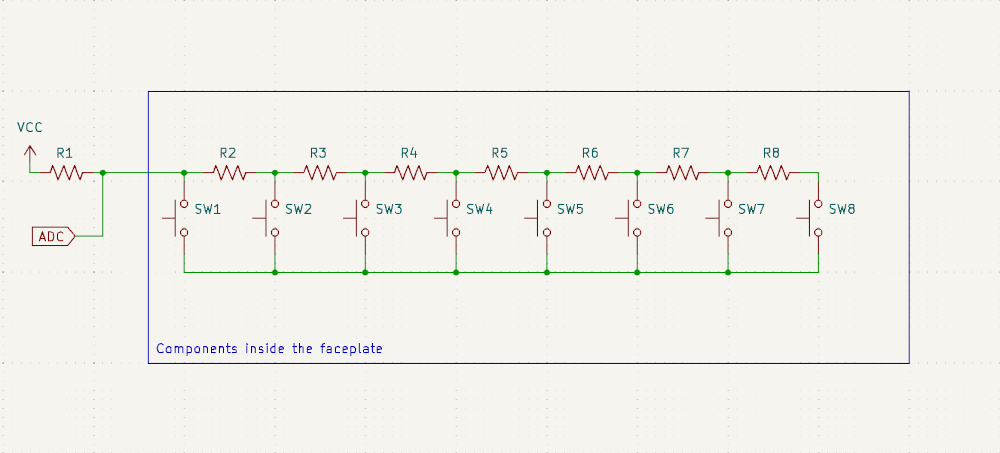 VCC
R1 R2 R3 R4 R5 R6 R7 R8
SW1 SW2 SW3 SW4 SW5 SW6 SW7 SW8
ADC
Components inside the faceplate